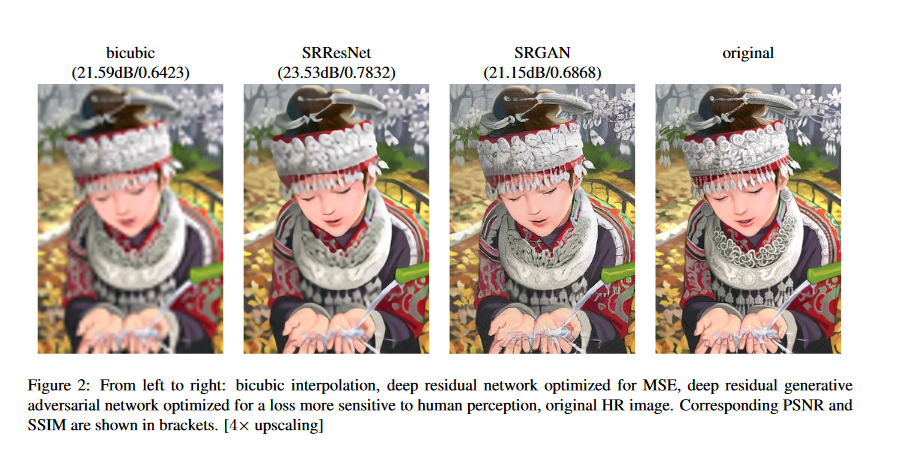 bicubic
(21.59dB/0.6423)
SRResNet
(23.53dB/0.7832)
SRGAN
(21.15dB/0.6868)
original
Figure 2: From left to right: bicubic interpolation, deep residual network optimized for MSE, deep residual generative
adversarial network optimized for a loss more sensitive to human perception, original HR image. Corresponding PSNR and
SSIM are shown in brackets. [4× upscaling]